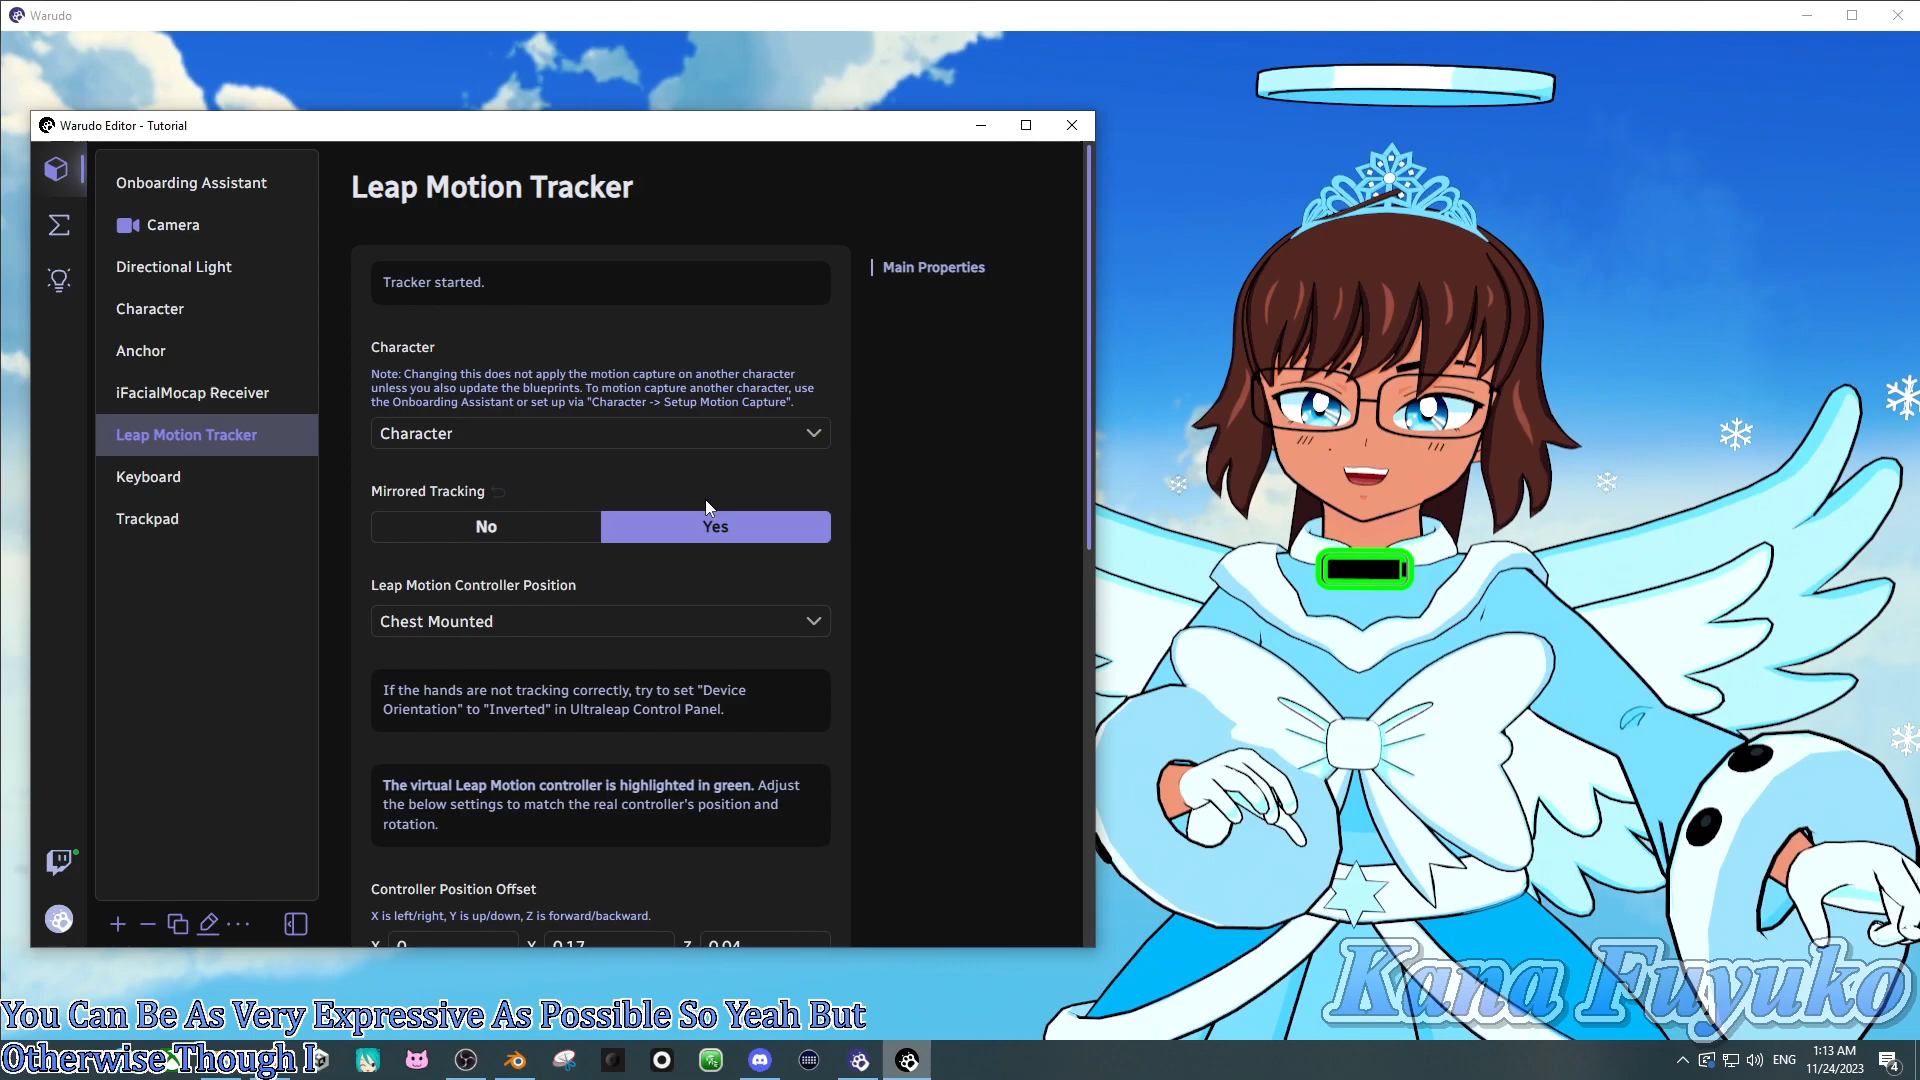 Warudo
Warudo Editor - Tutorial
Onboarding Assistant
Camera
Directional Light
Character
Anchor
iFacialMocap Receiver
Leap Motion Tracker
Keyboard
Trackpad
Leap Motion Tracker
Tracker started.
Main Properties
Character
Note: Changing this does not apply the motion capture on another character
unless you also update the blueprints. To motion capture another character, use
the Onboarding Assistant or set up via "Character -> Setup Motion Capture".
Character
Mirrored Tracking
No
Yes
Leap Motion Controller Position
Chest Mounted
If the hands are not tracking correctly, try to set "Device
Orientation" to "Inverted" in Ultraleap Control Panel.
The virtual Leap Motion controller is highlighted in green. Adjust
the below settings to match the real controller's position and
rotation.
Controller Position Offset
X is left/right, Y is up/down, Z is forward/backward.
X 0 Y 0.17 Z 0.04
Kana Fuyuko
You Can Be As Very Expressive As Possible So Yeah But
Otherwise Though I
ENG
1:13 AM
11/24/2023
4